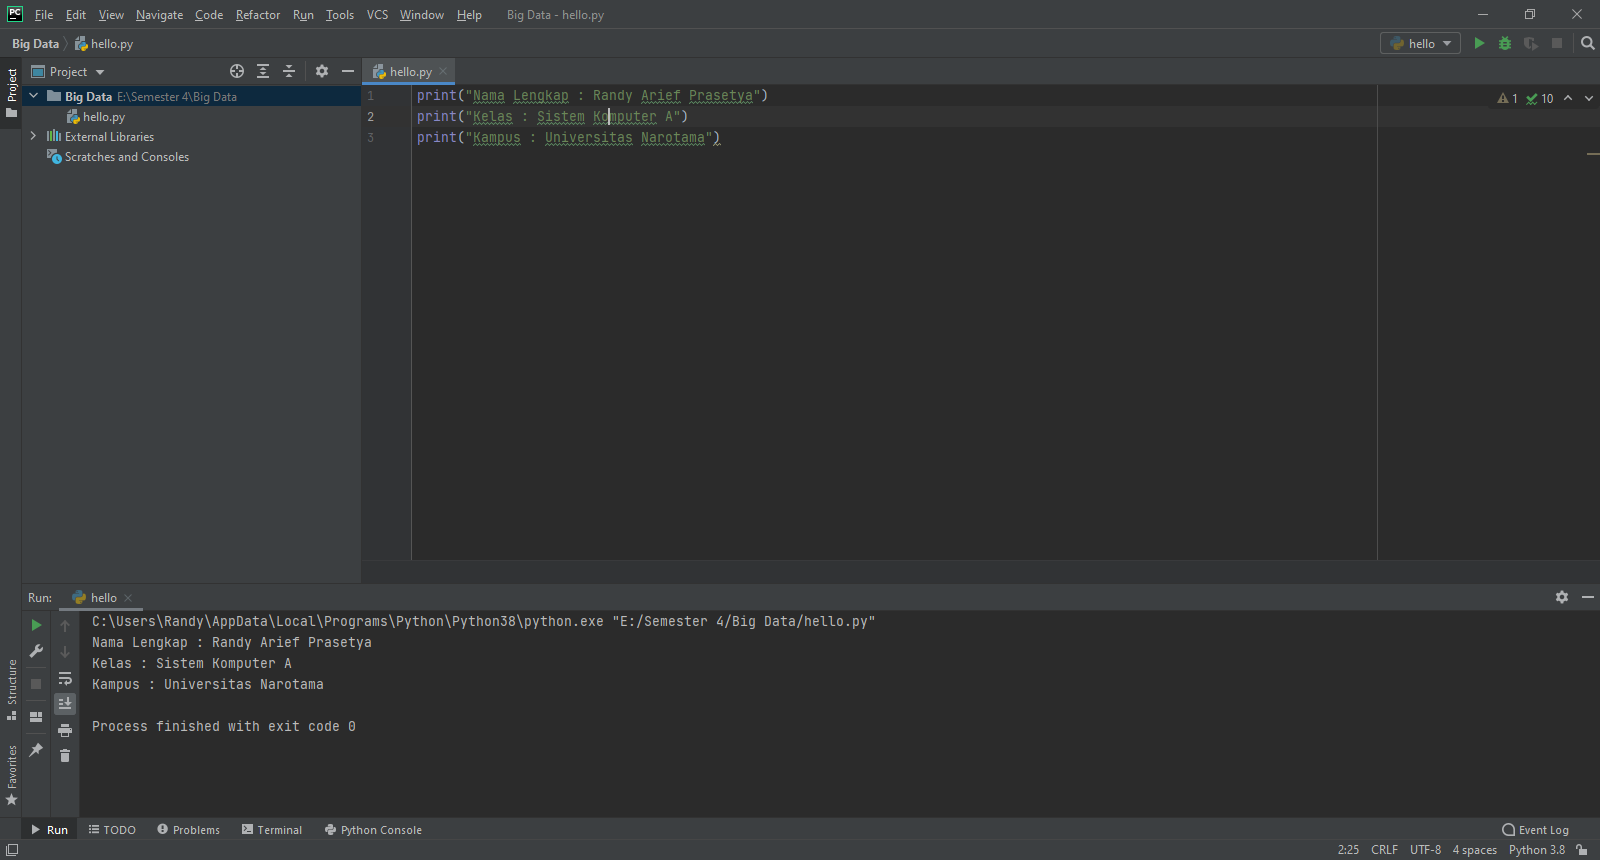 PC File Edit View Navigate Code Refactor Run Tools VCS Window Help Big Data - hello.py
Big Data hello.py hello
Project
Project
hello.py
Big Data E:\Semester 4\Big Data
hello.py
External Libraries
Scratches and Consoles
1 print("Nama Lengkap : Randy Arief Prasetya")
2 print("Kelas : Sistem Komputer A")
3 print("Kampus : Universitas Narotama")
1 10
Run: hello
C:\Users\Randy\AppData\Local\Programs\Python\Python38\python.exe "E:/Semester 4/Big Data/hello.py"
Nama Lengkap : Randy Arief Prasetya
Kelas : Sistem Komputer A
Kampus : Universitas Narotama
Process finished with exit code 0
Structure
Favorites
Run TODO Problems Terminal Python Console Event Log
2:25 CRLF UTF-8 4 spaces Python 3.8